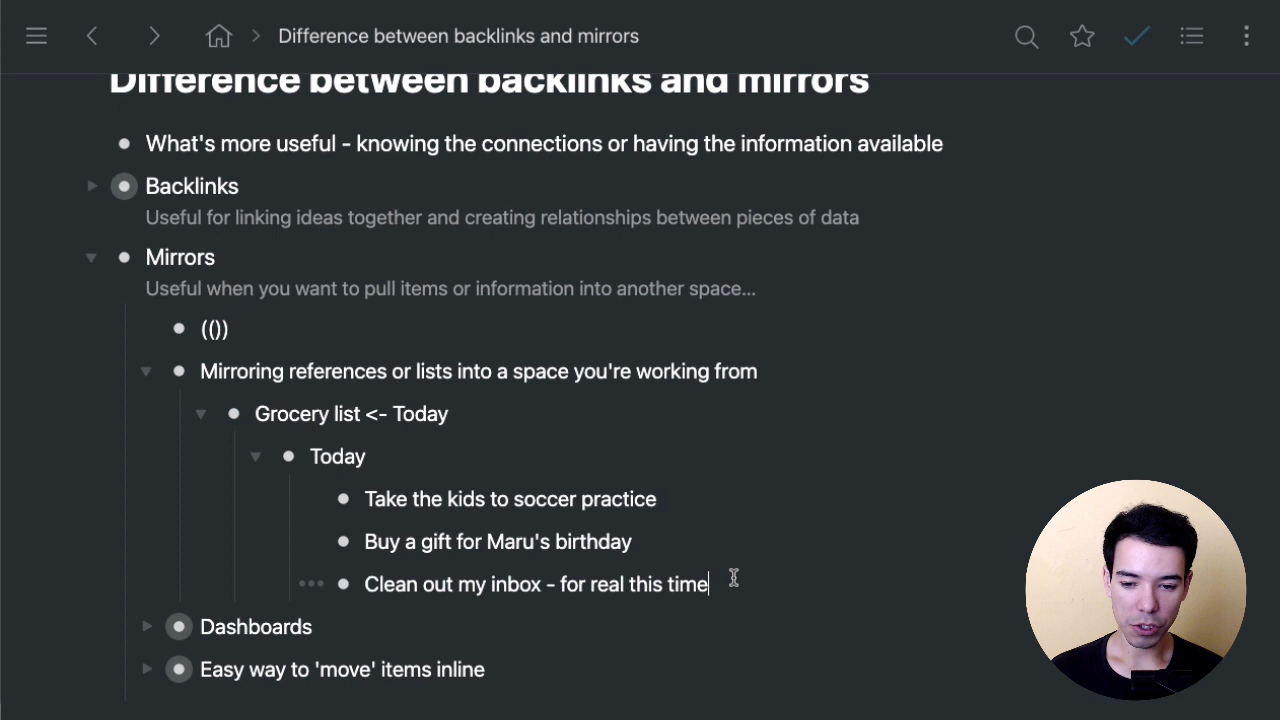 Difference between backlinks and mirrors
Difference between backlinks and mirrors
What's more useful - knowing the connections or having the information available
Backlinks
Useful for linking ideas together and creating relationships between pieces of data
Mirrors
Useful when you want to pull items or information into another space...
(())
Mirroring references or lists into a space you're working from
Grocery list <- Today
Today
Take the kids to soccer practice
Buy a gift for Maru's birthday
Clean out my inbox - for real this time
Dashboards
Easy way to 'move' items inline